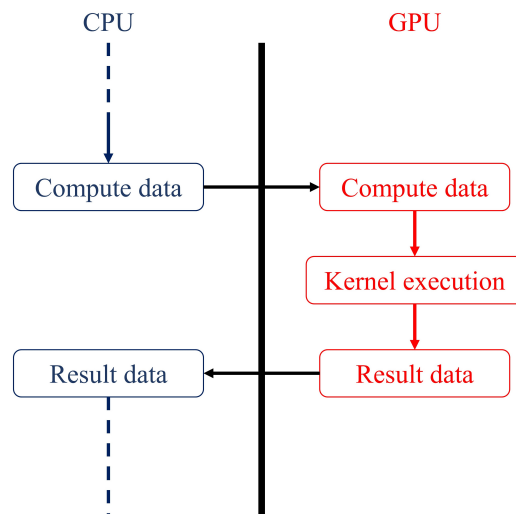 CPU
GPU
Compute data
Compute data
Kernel execution
Result data
Result data